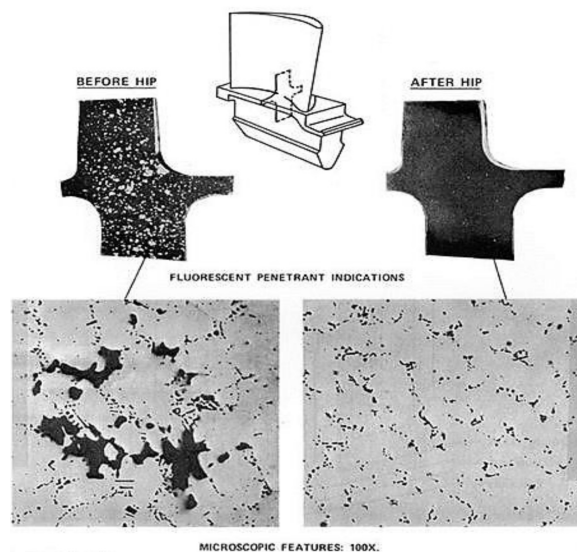 BEFORE HIP
AFTER HIP
FLUORESCENT PENETRANT INDICATIONS
MICROSCOPIC FEATURES: 100X.